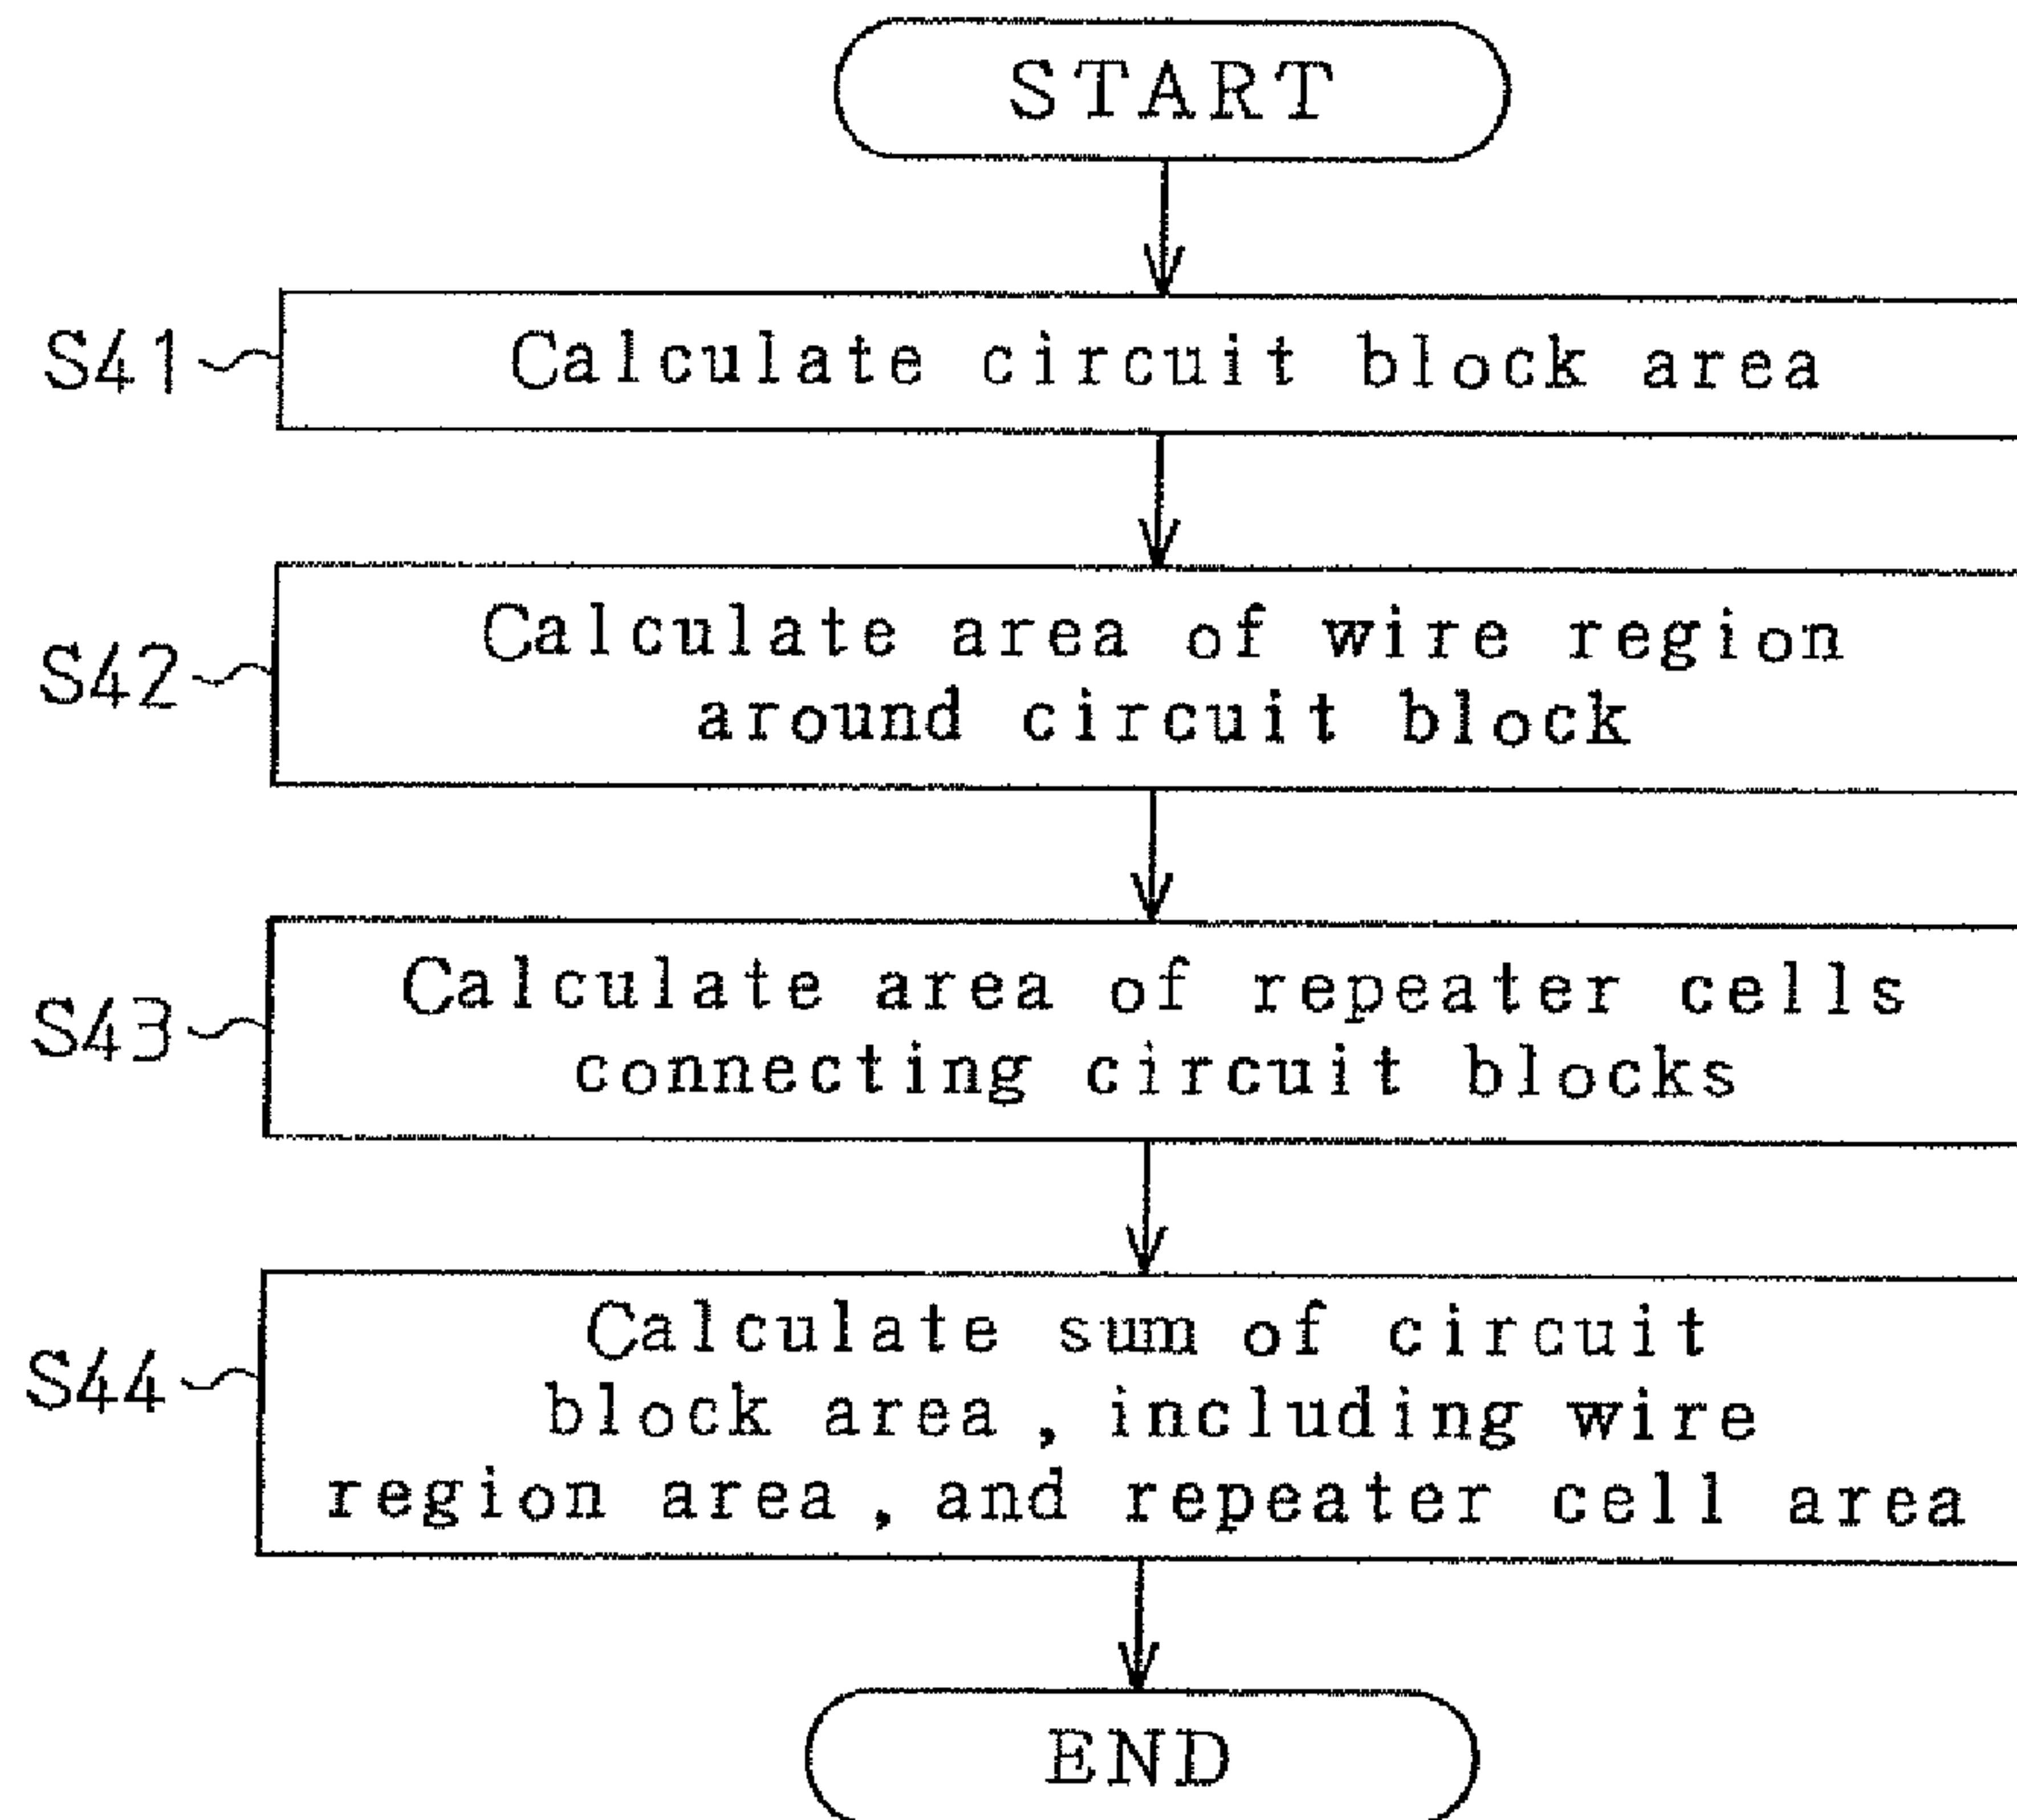 START
S41
Calculate circuit block area
S42
Calculate area of wire region
around circuit block
S43
Calculate area of repeater cells
connecting circuit blocks
S44
Calculate sum of circuit
block area, including wire
region area, and repeater cell area
END